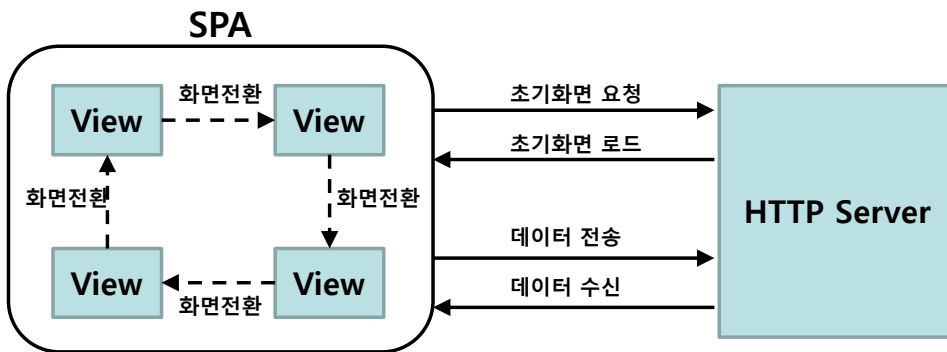 SPA
화면전환
View
View
초기화면 요청
초기화면 로드
화면전환
화면전환
HTTP Server
View
View
화면전환
데이터 전송
데이터 수신